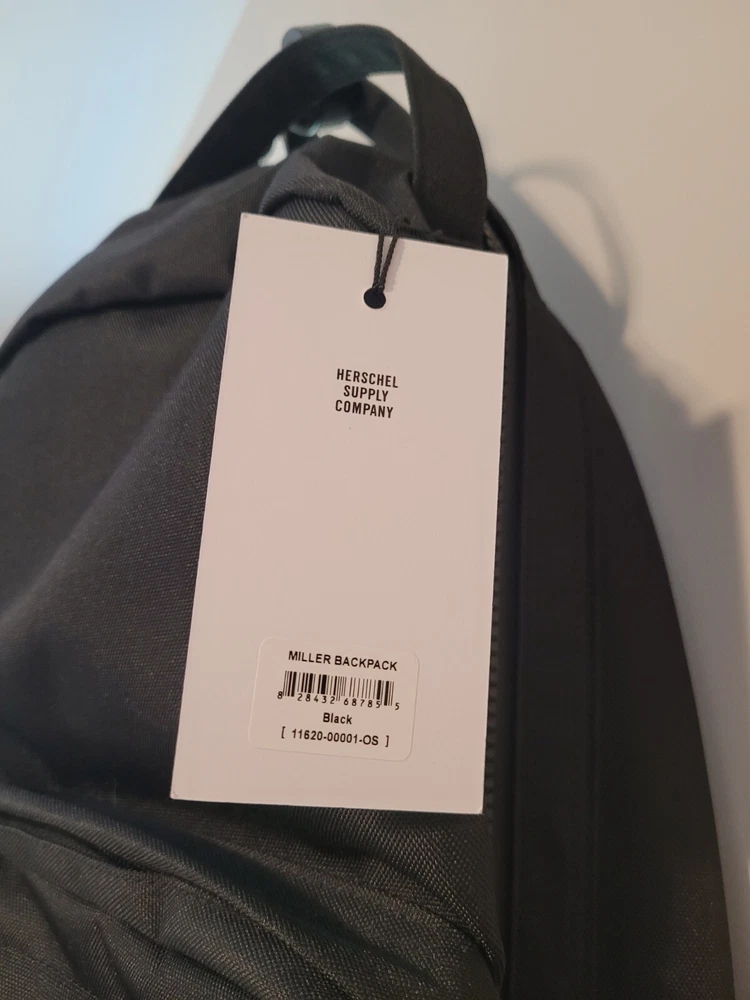 HERSCHEL
SUPPLY
COMPANY
MILLER BACKPACK
8 28432 68785 5
Black
[ 11620-00001-OS ]